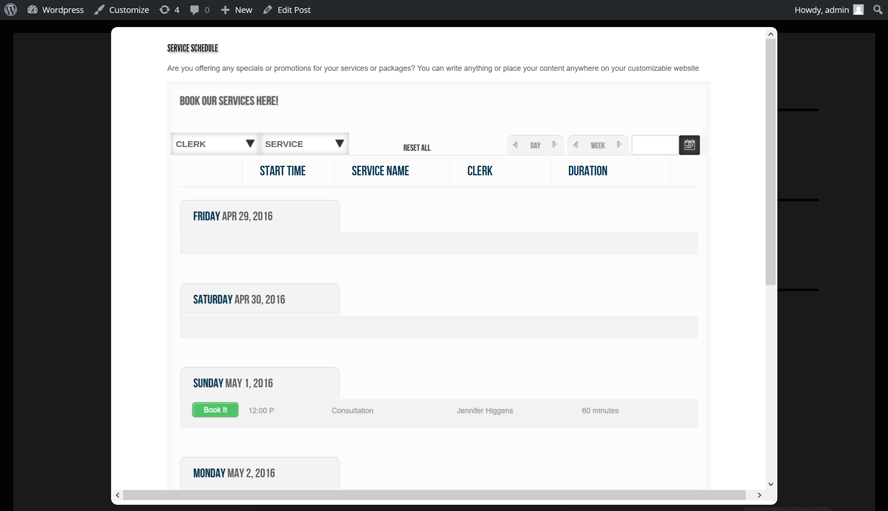 Wordpress Customize 4 0 New Edit Post Howdy, admin
SERVICE SCHEDULE
Are you offering any specials or promotions for your services or packages? You can write anything or place your content anywhere on your customizable website
BOOK OUR SERVICES HERE!
CLERK SERVICE RESET ALL DAY WEEK
START TIME SERVICE NAME CLERK DURATION
FRIDAY APR 29, 2016
SATURDAY APR 30, 2016
SUNDAY MAY 1, 2016
Book it 12:00 P Consultation Jennifer Higgens 60 minutes
MONDAY MAY 2, 2016